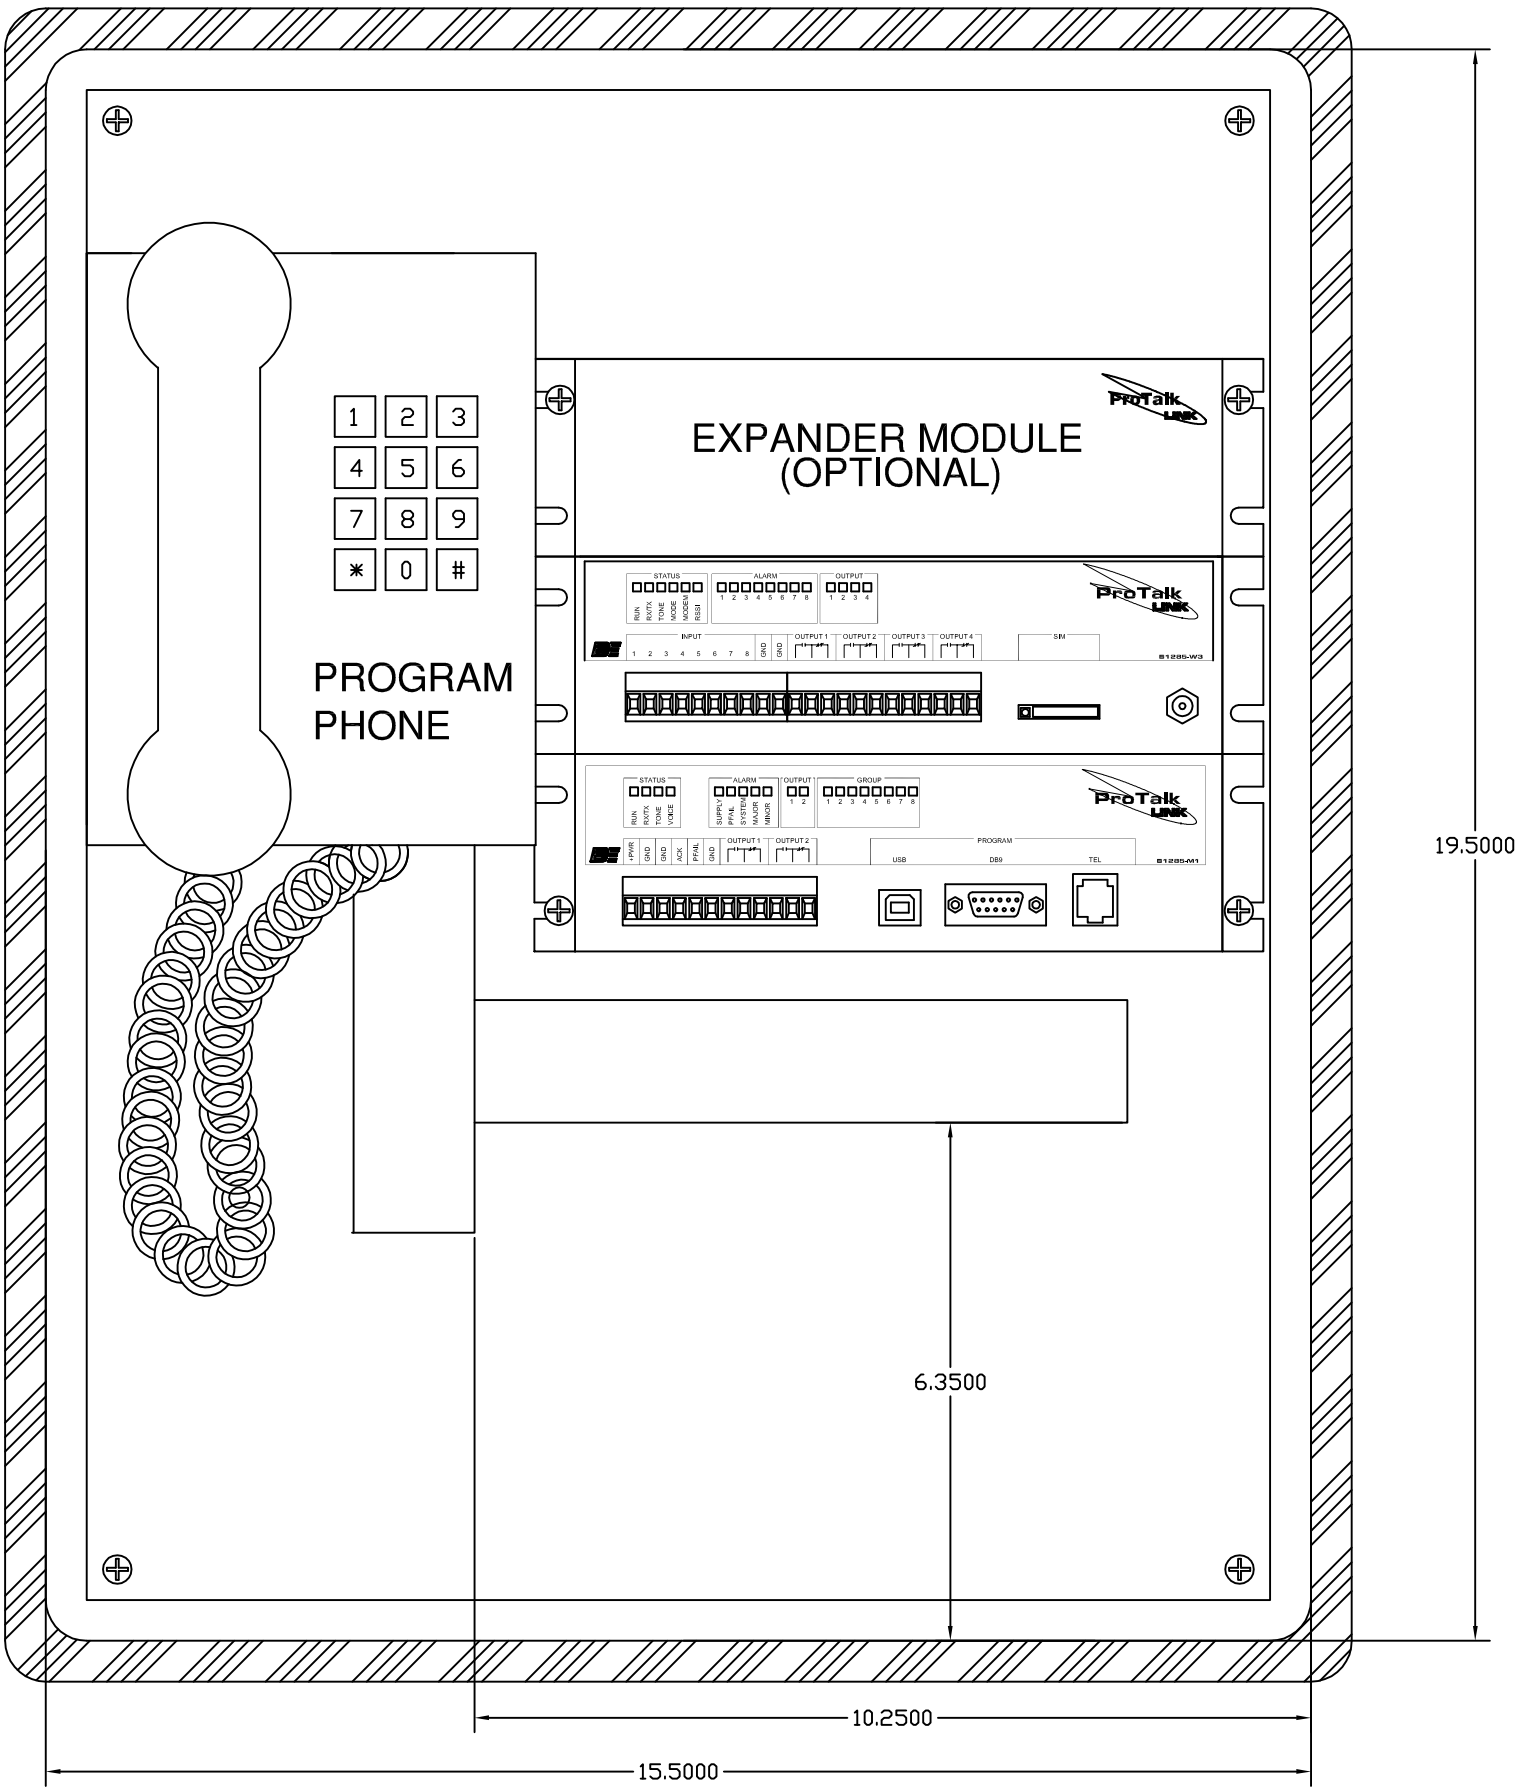 1 2 3
4 5 6
7 8 9
* 0 #
PROGRAM
PHONE
ProTalk
LINK
EXPANDER MODULE
(OPTIONAL)
STATUS ALARM OUTPUT
1 2 3 4 5 6 7 8 1 2 3 4
RUN RX/TX TONE MODE MODEM RSSI
ProTalk
LINK
INPUT OUTPUT 1 OUTPUT 2 OUTPUT 3 OUTPUT 4 SIM
1 2 3 4 5 6 7 8 GND GND
B1285-W3
STATUS ALARM OUTPUT GROUP
1 2 1 2 3 4 5 6 7 8
RUN RX/TX TONE VOICE SUPPLY PFAIL SYSTEM MAJOR MINOR
ProTalk
LINK
+PWR GND GND ACK PFAIL GND OUTPUT 1 OUTPUT 2 PROGRAM
USB DB9 TEL B1285-M1
19.5000
6.3500
10.2500
15.5000